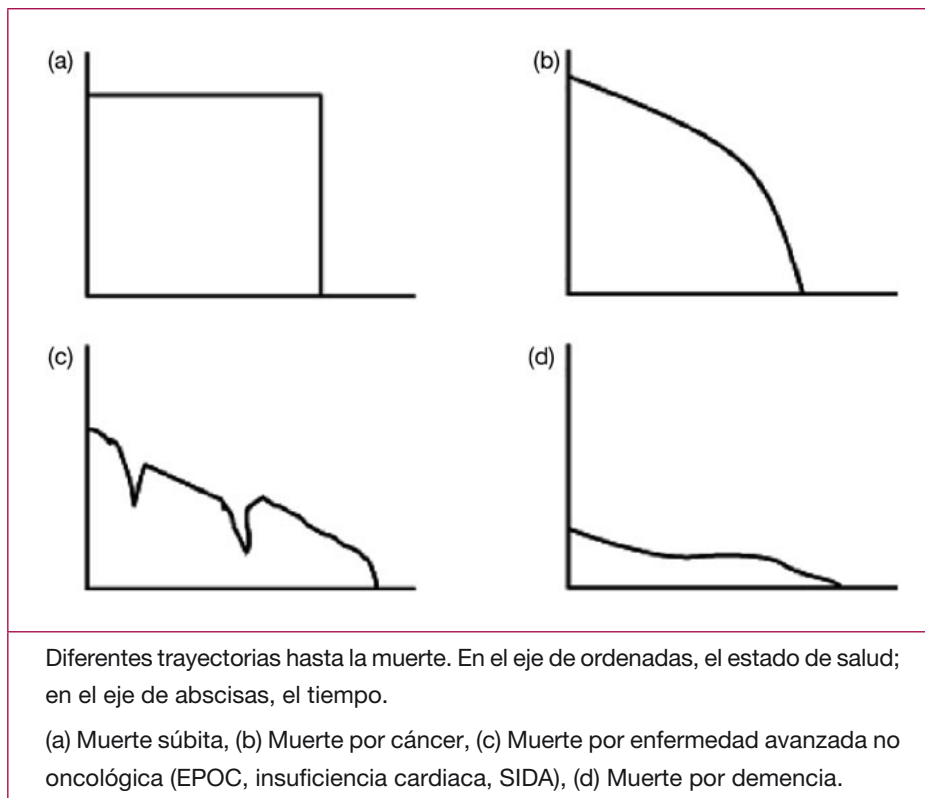 (a)
(b)
(c)
(d)
Diferentes trayectorias hasta la muerte. En el eje de ordenadas, el estado de salud;
en el eje de abscisas, el tiempo.
(a) Muerte súbita, (b) Muerte por cáncer, (c) Muerte por enfermedad avanzada no
oncológica (EPOC, insuficiencia cardiaca, SIDA), (d) Muerte por demencia.